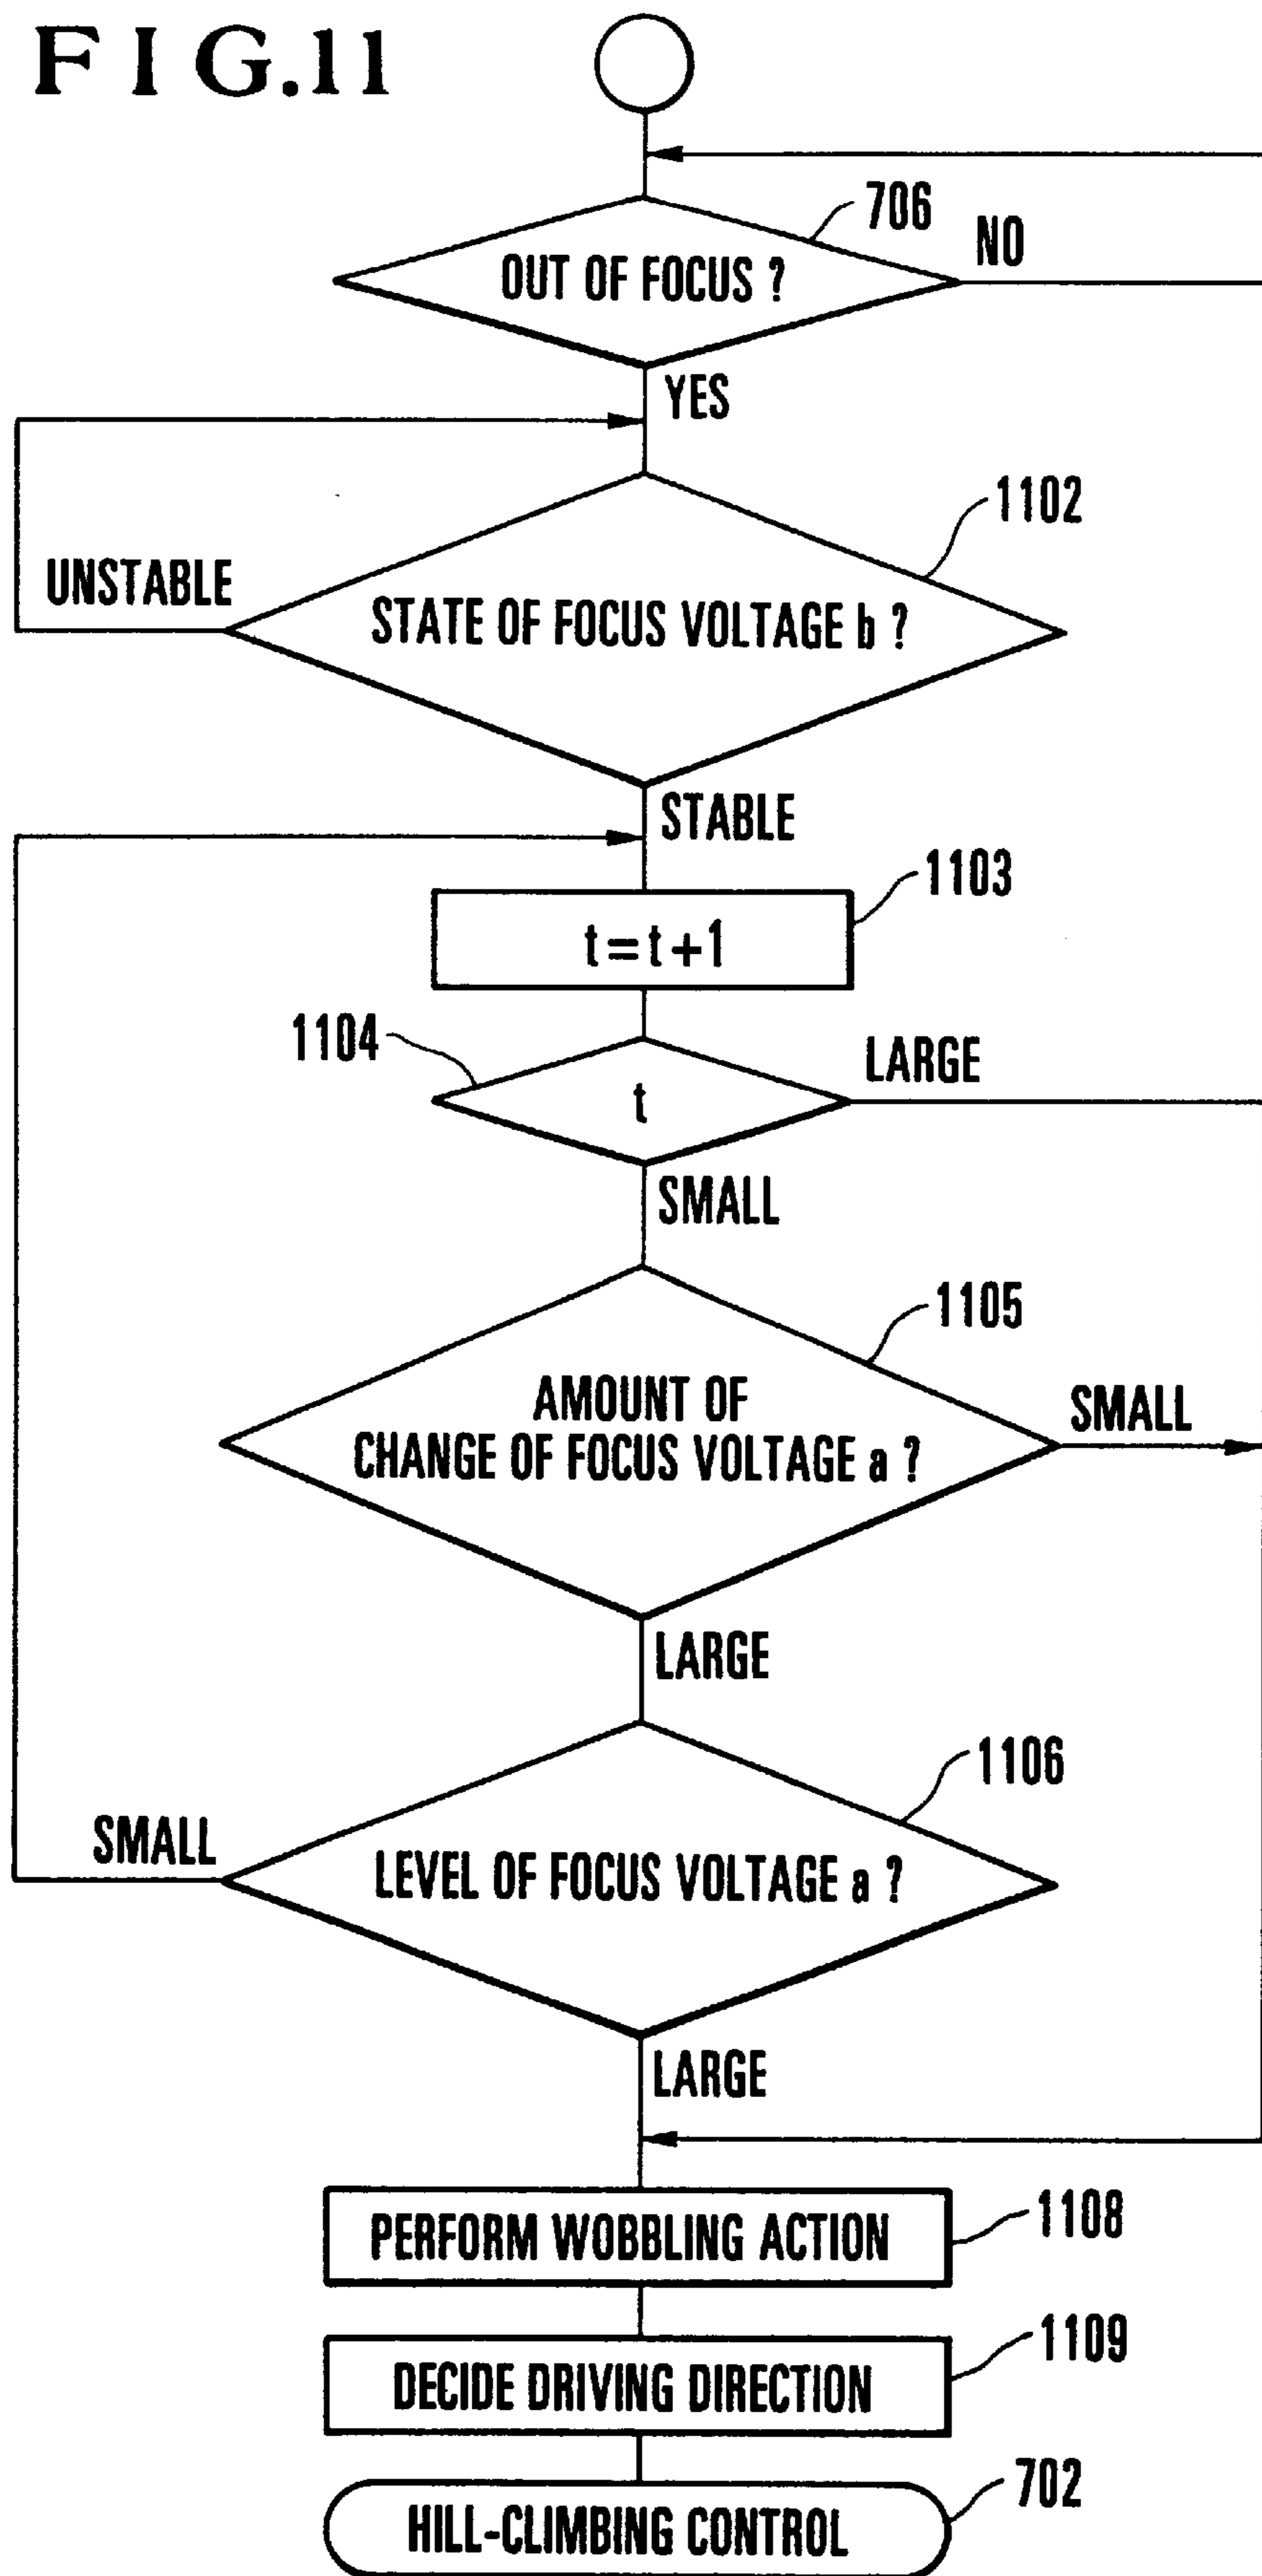 FIG.11
706
OUT OF FOCUS ?
NO
YES
1102
UNSTABLE
STATE OF FOCUS VOLTAGE b ?
STABLE
1103
t=t+1
1104
LARGE
t
SMALL
1105
AMOUNT OF
CHANGE OF FOCUS VOLTAGE a ?
SMALL
LARGE
1106
SMALL
LEVEL OF FOCUS VOLTAGE a ?
LARGE
PERFORM WOBBLING ACTION
1108
1109
DECIDE DRIVING DIRECTION
702
HILL-CLIMBING CONTROL